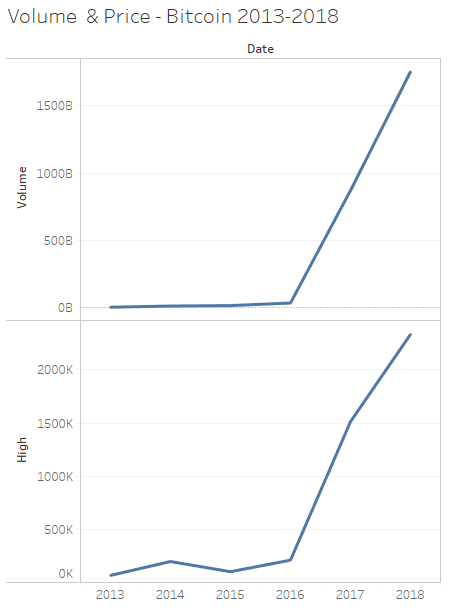 Volume & Price - Bitcoin 2013-2018
Date
Volume
1500B
1000B
500B
0B
High
2000K
1500K
1000K
500K
0K
2013 2014 2015 2016 2017 2018